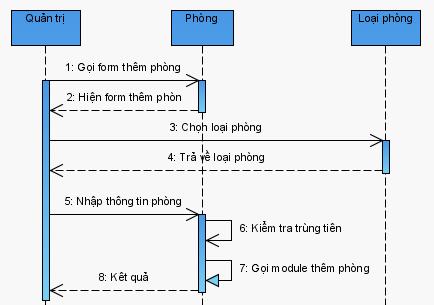 Quản trị
Phòng
Loại phòng
1: Gọi form thêm phòng
2: Hiện form thêm phòn
3: Chọn loại phòng
4: Trả về loại phòng
5: Nhập thông tin phòng
6: Kiểm tra trùng tiên
7: Gọi module thêm phòng
8: Kêt quả